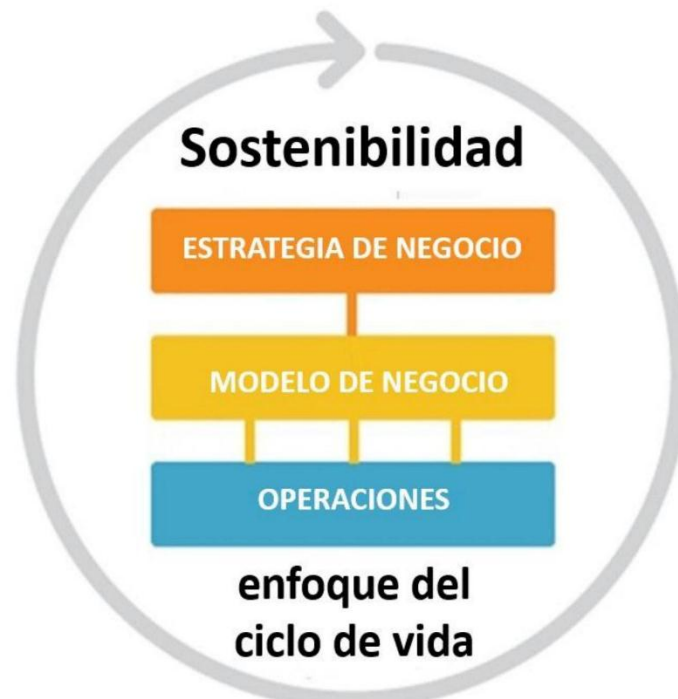 Sostenibilidad
ESTRATEGIA DE NEGOCIO
MODELO DE NEGOCIO
OPERACIONES
enfoque del
ciclo de vida